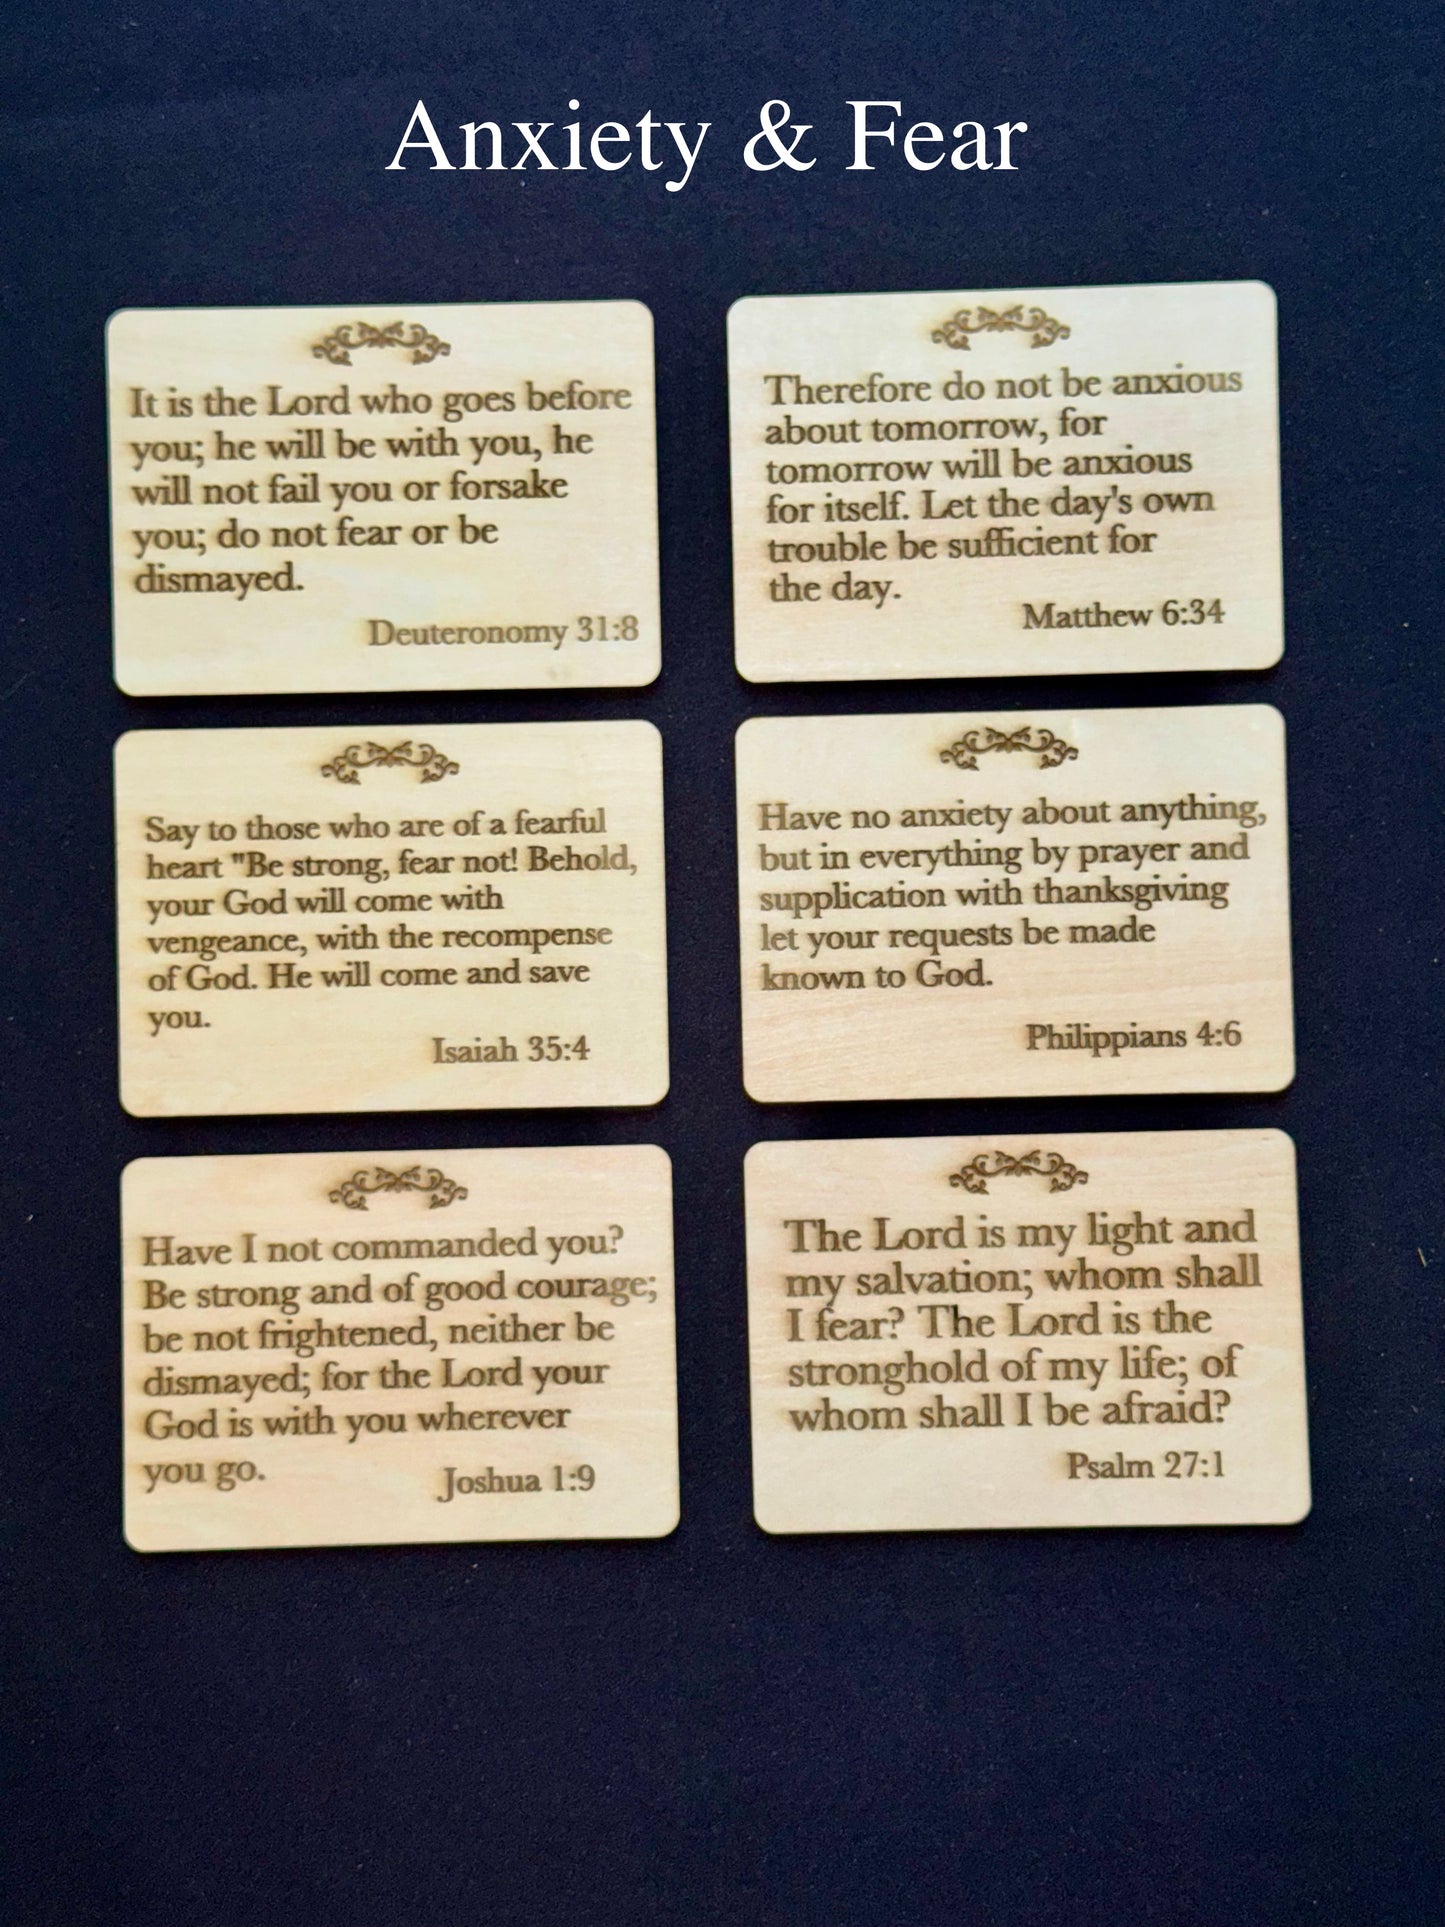 Anxiety & Fear
It is the Lord who goes before
you; he will be with you, he
will not fail you or forsake
you; do not fear or be
dismayed.
Deuteronomy 31:8
Therefore do not be anxious
about tomorrow, for
tomorrow will be anxious
for itself. Let the day's own
trouble be sufficient for
the day.
Matthew 6:34
Say to those who are of a fearful
heart "Be strong, fear not! Behold,
your God will come with
vengeance, with the recompense
of God. He will come and save
you.
Isaiah 35:4
Have no anxiety about anything,
but in everything by prayer and
supplication with thanksgiving
let your requests be made
known to God.
Philippians 4:6
Have I not commanded you?
Be strong and of good courage;
be not frightened, neither be
dismayed; for the Lord your
God is with you wherever
you go.
Joshua 1:9
The Lord is my light and
my salvation; whom shall
I fear? The Lord is the
stronghold of my life; of
whom shall I be afraid?
Psalm 27:1